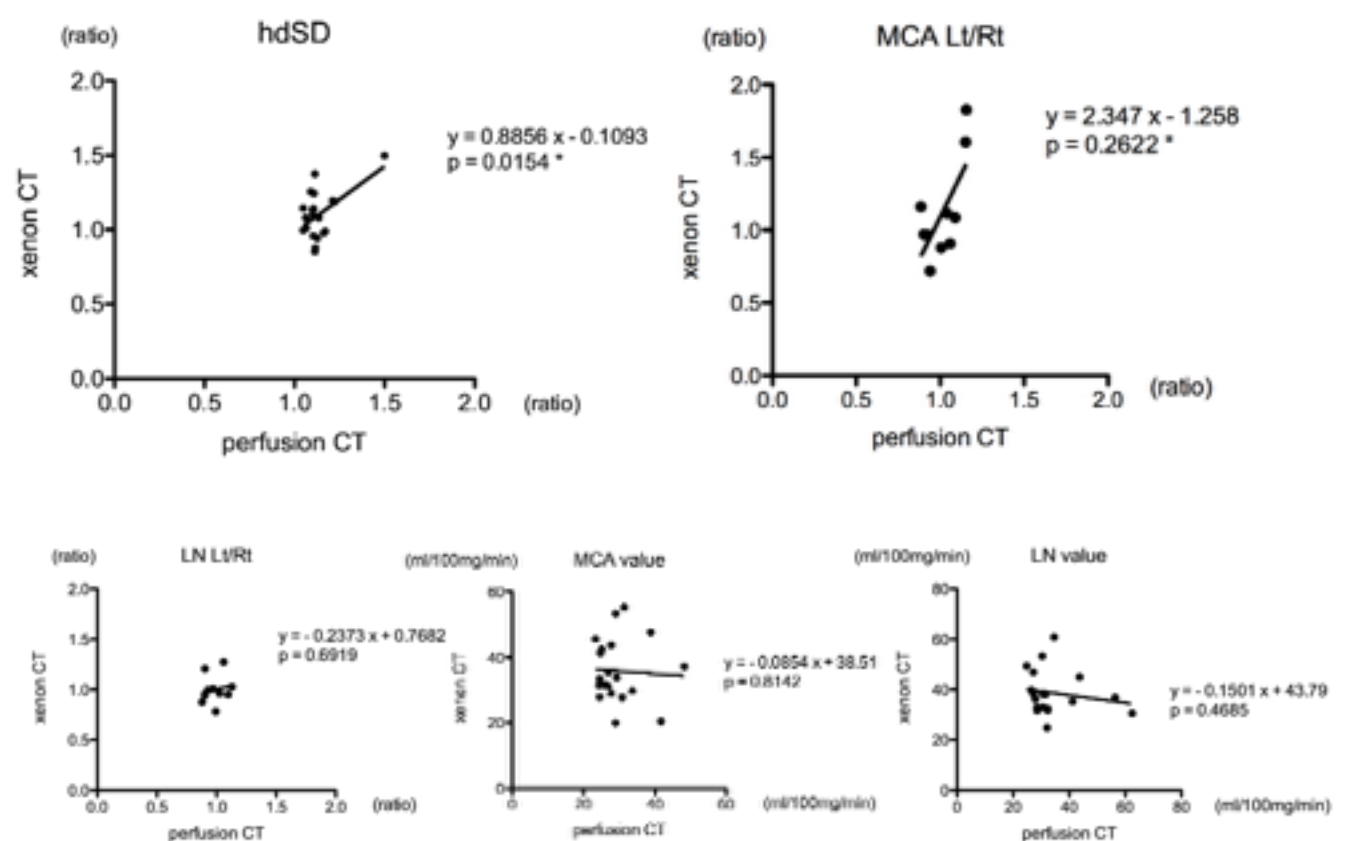 (ratio)
hdSD
2.0
1.5
1.0
0.5
0.0
xenon CT
y = 0.8856 x - 0.1093
p = 0.0154 *
0.0 0.5 1.0 1.5 2.0 (ratio)
perfusion CT
(ratio)
MCA Lt/Rt
2.0
1.5
1.0
0.5
0.0
xenon CT
y = 2.347 x - 1.258
p = 0.2622 *
0.0 0.5 1.0 1.5 2.0 (ratio)
perfusion CT
(ratio)
LN Lt/Rt
2.0
1.5
1.0
0.5
0.0
xenon CT
y = - 0.2373 x + 0.7682
p = 0.6919
0.0 0.5 1.0 1.5 2.0 (ratio)
perfusion CT
(ml/100mg/min)
MCA value
60
40
20
0
xenon CT
y = - 0.0854 x + 38.51
p = 0.8142
0 20 40 60 (ml/100mg/min)
perfusion CT
(ml/100mg/min)
LN value
80
60
40
20
0
xenon CT
y = - 0.1501 x + 43.79
p = 0.4685
0 20 40 60 80 (ml/100mg/min)
perfusion CT